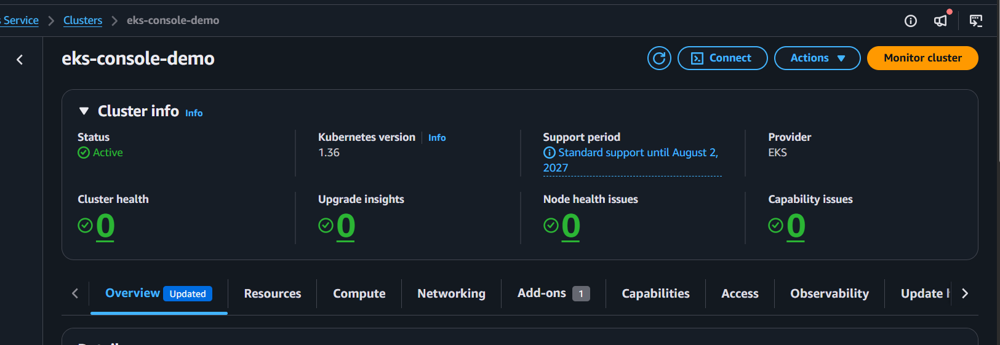 Service > Clusters > eks-console-demo
eks-console-demo
Connect
Actions
Monitor cluster
Cluster info Info
Status
Active
Kubernetes version | Info
1.36
Support period
Standard support until August 2,
2027
Provider
EKS
Cluster health
0
Upgrade insights
0
Node health issues
0
Capability issues
0
Overview Updated
Resources
Compute
Networking
Add-ons 1
Capabilities
Access
Observability
Update